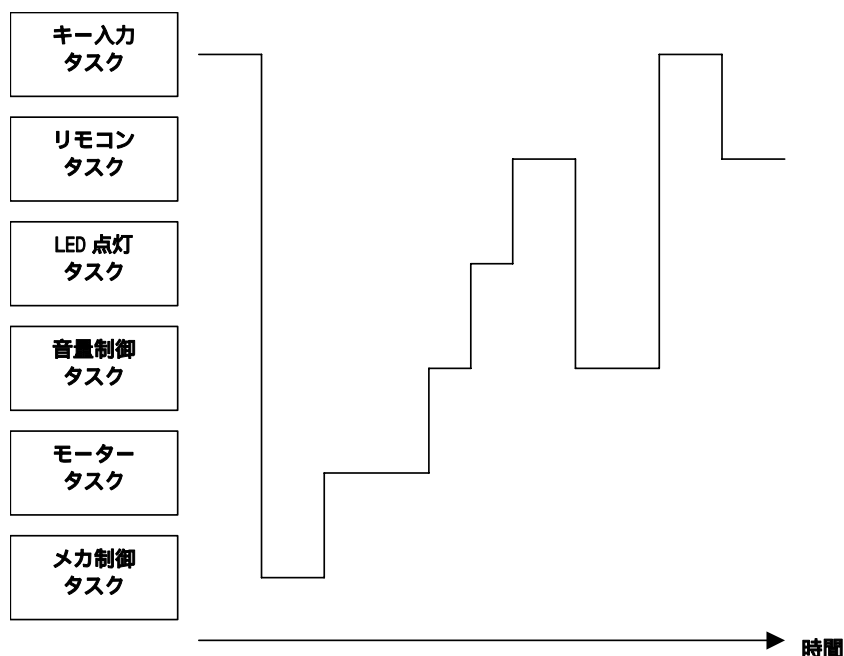 キー入力
タスク
リモコン
タスク
LED 点灯
タスク
音量制御
タスク
モーター
タスク
メカ制御
タスク
時間